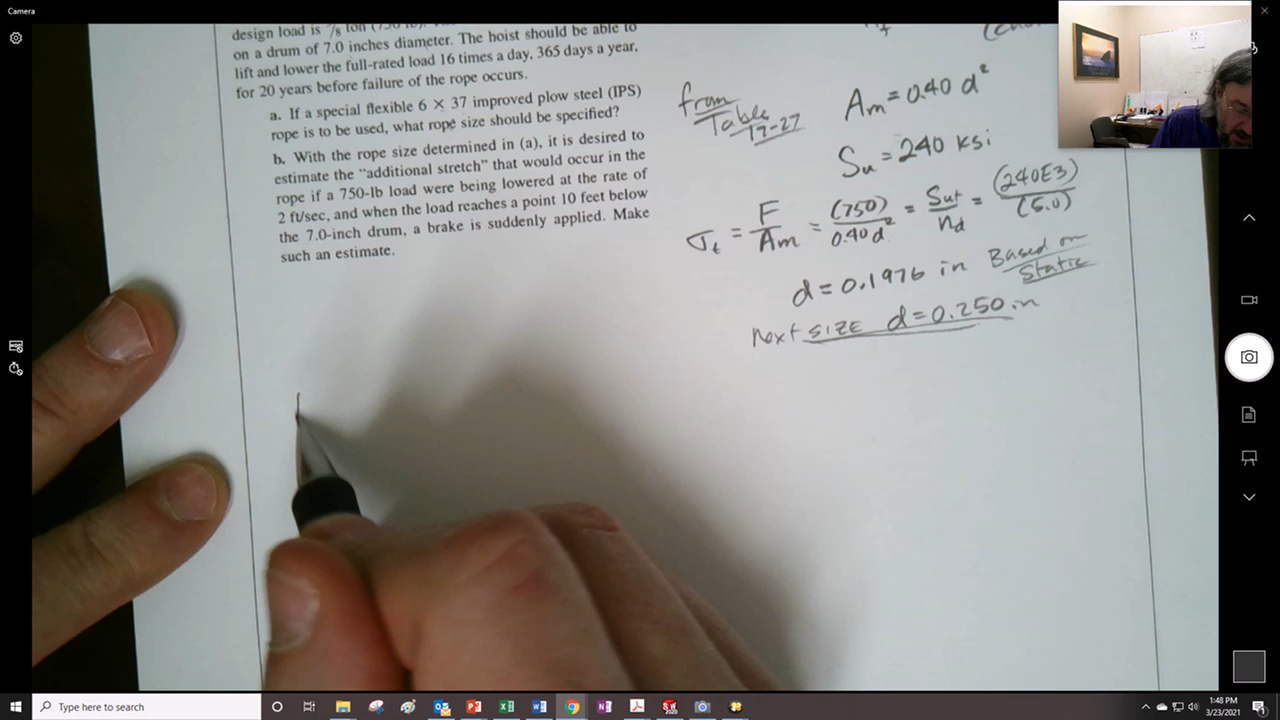 Camera
design load is 7/8 ton (750 lb).
on a drum of 7.0 inches diameter. The hoist should be able to
lift and lower the full-rated load 16 times a day, 365 days a year,
for 20 years before failure of the rope occurs.
a. If a special flexible 6 × 37 improved plow steel (IPS)
rope is to be used, what rope size should be specified?
b. With the rope size determined in (a), it is desired to
estimate the "additional stretch" that would occur in the
rope if a 750-lb load were being lowered at the rate of
2 ft/sec, and when the load reaches a point 10 feet below
the 7.0-inch drum, a brake is suddenly applied. Make
such an estimate.
from
Table
17-27
Am = 0.40 d²
Su = 240 ksi
σt = F/Am = (750)/0.40d² = Sut/nd = (240E3)/(5.0)
d = 0.1976 in Based on
Static
Next SIZE d = 0.250 in
Type here to search
1:48 PM
3/23/2021